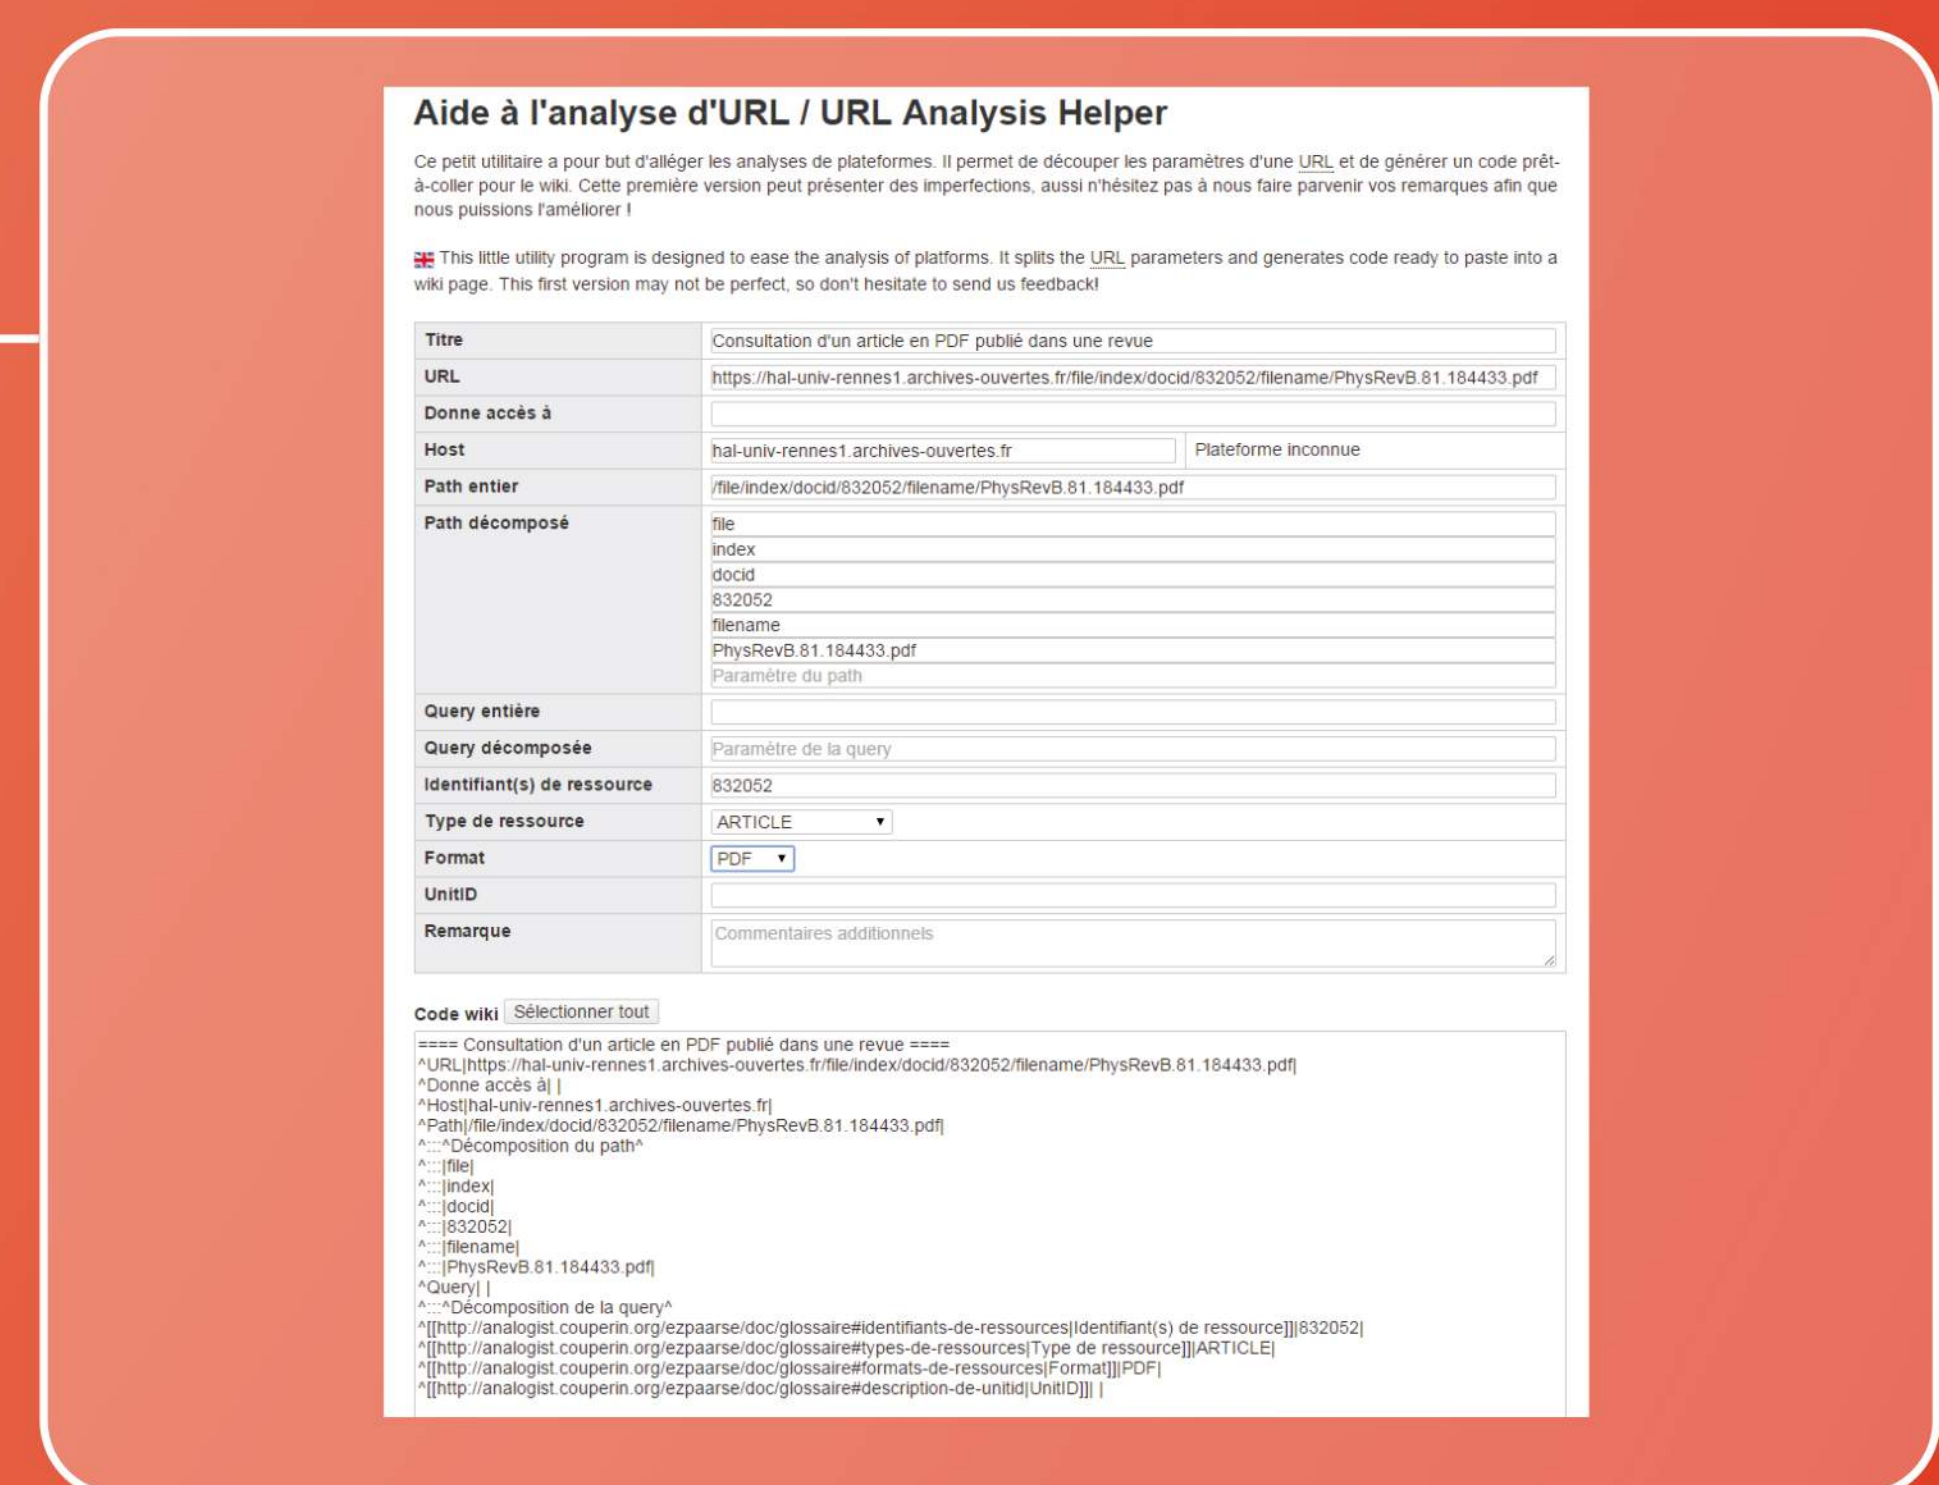 Aide à l'analyse d'URL / URL Analysis Helper
Ce petit utilitaire a pour but d'alléger les analyses de plateformes. Il permet de découper les paramètres d'une URL et de générer un code prêt-
à-coller pour le wiki. Cette première version peut présenter des imperfections, aussi n'hésitez pas à nous faire parvenir vos remarques afin que
nous puissions l'améliorer !
This little utility program is designed to ease the analysis of platforms. It splits the URL parameters and generates code ready to paste into a
wiki page. This first version may not be perfect, so don't hesitate to send us feedback!
Titre Consultation d'un article en PDF publié dans une revue
URL https://hal-univ-rennes1.archives-ouvertes.fr/file/index/docid/832052/filename/PhysRevB.81.184433.pdf
Donne accès à
Host hal-univ-rennes1.archives-ouvertes.fr Plateforme inconnue
Path entier /file/index/docid/832052/filename/PhysRevB.81.184433.pdf
Path décomposé file
index
docid
832052
filename
PhysRevB.81.184433.pdf
Paramètre du path
Query entière
Query décomposée Paramètre de la query
Identifiant(s) de ressource 832052
Type de ressource ARTICLE
Format PDF
UnitID
Remarque Commentaires additionnels
Code wiki Sélectionner tout
==== Consultation d'un article en PDF publié dans une revue ====
^URL|https://hal-univ-rennes1.archives-ouvertes.fr/file/index/docid/832052/filename/PhysRevB.81.184433.pdf|
^Donne accès à| |
^Host|hal-univ-rennes1.archives-ouvertes.fr|
^Path|/file/index/docid/832052/filename/PhysRevB.81.184433.pdf|
^:::^Décomposition du path^
^:::|file|
^:::|index|
^:::|docid|
^:::|832052|
^:::|filename|
^:::|PhysRevB.81.184433.pdf|
^Query| |
^:::^Décomposition de la query^
^[[http://analogist.couperin.org/ezpaarse/doc/glossaire#identifiants-de-ressources|Identifiant(s) de ressource]]|832052|
^[[http://analogist.couperin.org/ezpaarse/doc/glossaire#types-de-ressources|Type de ressource]]|ARTICLE|
^[[http://analogist.couperin.org/ezpaarse/doc/glossaire#formats-de-ressources|Format]]|PDF|
^[[http://analogist.couperin.org/ezpaarse/doc/glossaire#description-de-unitid|UnitID]]| |